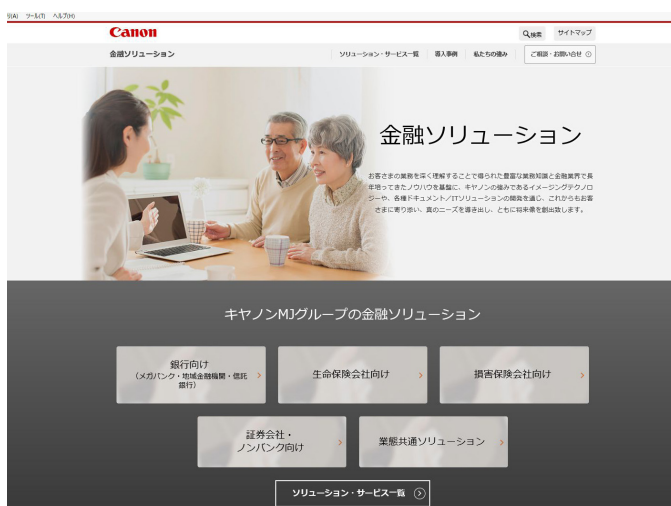 ツール(T) ヘルプ(H)
Canon
検索 サイトマップ
金融ソリューション ソリューション・サービス一覧 導入事例 私たちの強み ご相談・お問い合せ
金融ソリューション
お客さまの業務を深く理解することで得られた豊富な業務知識と金融業界で長
年培ってきたノウハウを基盤に、キヤノンの強みであるイメージングテクノロ
ジーや、各種ドキュメント/ITソリューションの開発を通じ、これからもお客
さまに寄り添い、真のニーズを導き出し、ともに将来像を創出致します。
キヤノンMJグループの金融ソリューション
銀行向け
(メガバンク・地域金融機関・信託
銀行)
生命保険会社向け
損害保険会社向け
証券会社・
ノンバンク向け
業態共通ソリューション
ソリューション・サービス一覧